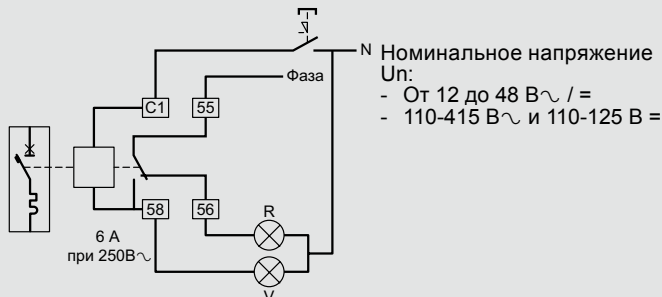 N
Фаза
Номинальное напряжение
Un:
- От 12 до 48 В∿ / =
- 110-415 В∿ и 110-125 В =
C1
55
58
56
R
6 А
при 250В∿
V